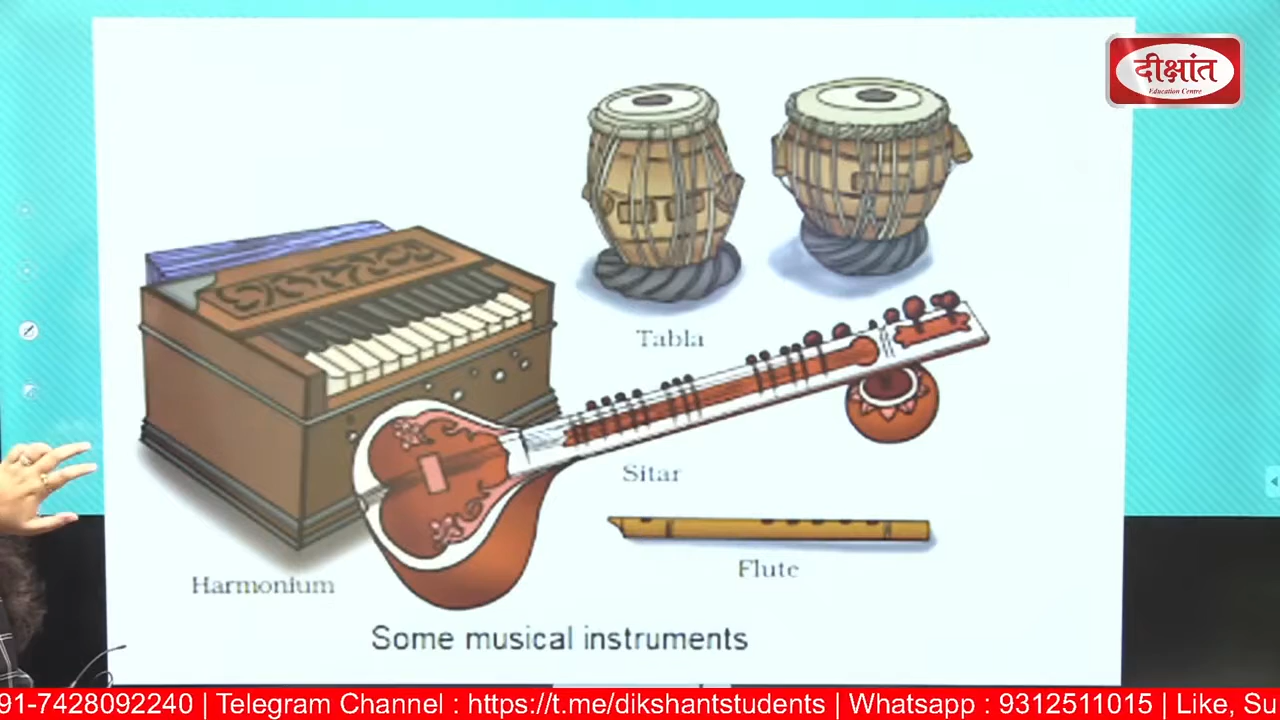 दीक्षांत
Education Centre
Tabla
Sitar
Flute
Harmonium
Some musical instruments
91-7428092240 | Telegram Channel : https://t.me/dikshantstudents | Whatsapp : 9312511015 | Like, Su